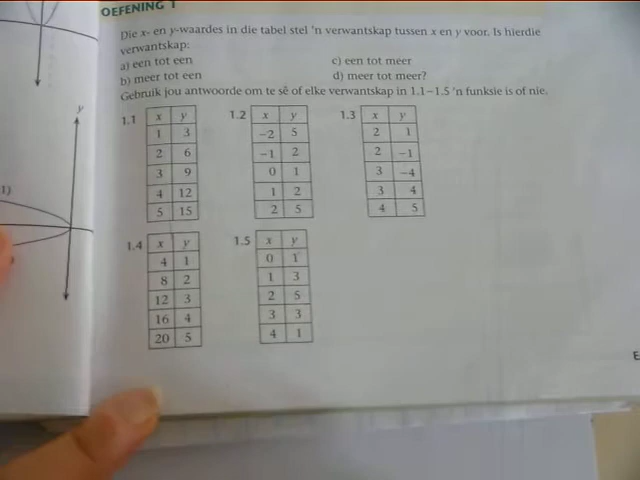 OEFENING 1
Die x- en y-waardes in die tabel stel 'n verwantskap tussen x en y voor. Is hierdie
verwantskap:
a) een tot een c) een tot meer
b) meer tot een d) meer tot meer?
Gebruik jou antwoorde om te sê of elke verwantskap in 1.1–1.5 'n funksie is of nie.
1.1 x y 1.2 x y 1.3 x y
1 3 -2 5 2 1
2 6 -1 2 2 -1
3 9 0 1 3 -4
4 12 1 2 3 4
5 15 2 5 4 5
1.4 x y 1.5 x y
4 1 0 1
8 2 1 3
12 3 2 5
16 4 3 3
20 5 4 1
y
1)
E